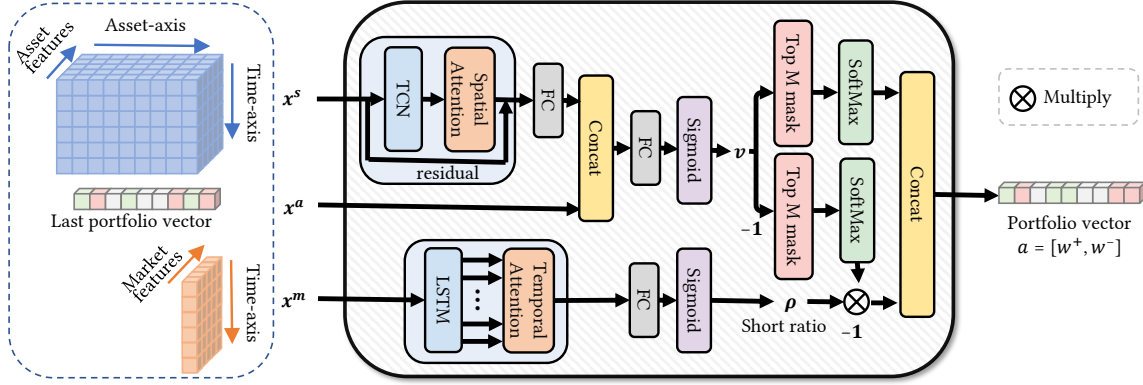 Asset-axis
Asset
features
Time-axis
Last portfolio vector
Market
features
Time-axis
x^s
x^a
x^m
TCN
Spatial
Attention
residual
FC
Concat
FC
Sigmoid
v
−1
Top M
mask
SoftMax
Top M
mask
SoftMax
Concat
LSTM
...
Temporal
Attention
FC
Sigmoid
ρ
Short ratio
−1
Multiply
Portfolio vector
a = [w⁺, w⁻]